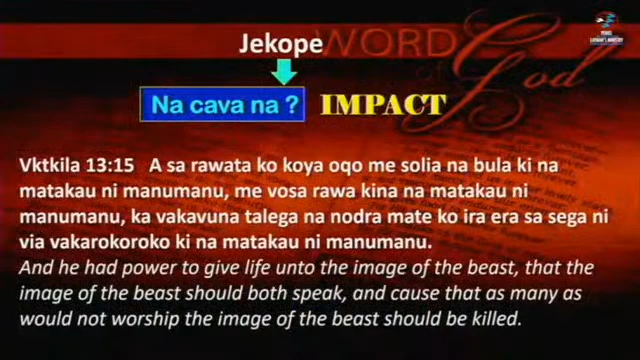 Jekope
WORD
of
God
Na cava na ? IMPACT
Vktkila 13:15 A sa rawata ko koya oqo me solia na bula ki na
matakau ni manumanu, me vosa rawa kina na matakau ni
manumanu, ka vakavuna talega na nodra mate ko ira era sa sega ni
via vakarokoroko ki na matakau ni manumanu.
And he had power to give life unto the image of the beast, that the
image of the beast should both speak, and cause that as many as
would not worship the image of the beast should be killed.